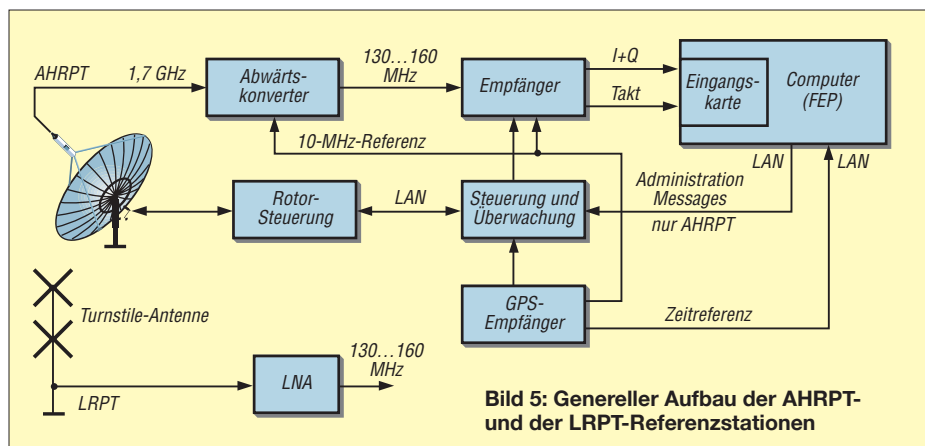 AHRPT
1,7 GHz
Abwärts-
konverter
130…160
MHz
Empfänger
I+Q
Takt
Eingangs-
karte
Computer
(FEP)
10-MHz-Referenz
LAN
LAN
Rotor-
Steuerung
LAN
Steuerung und
Überwachung
Administration
Messages
nur AHRPT
GPS-
Empfänger
Zeitreferenz
Turnstile-Antenne
LRPT
LNA
130…160
MHz
Bild 5: Genereller Aufbau der AHRPT-
und der LRPT-Referenzstationen